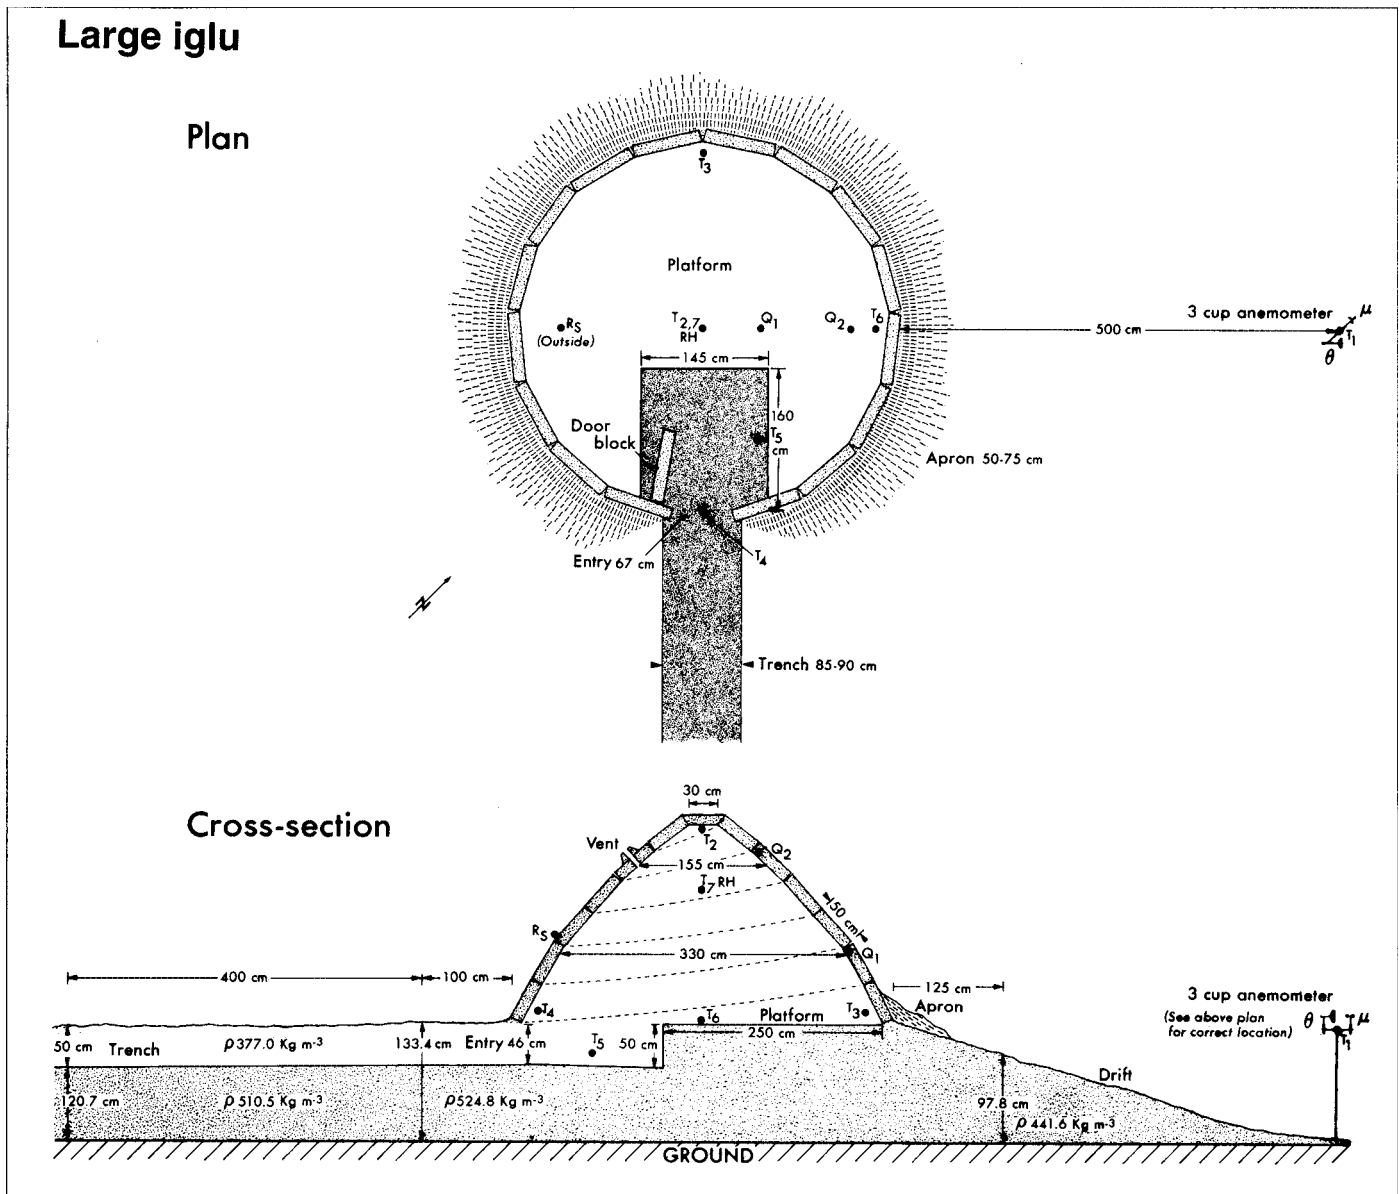 Large iglu
Plan
T3
Platform
RS
(Outside)
T2,7
RH
Q1
Q2
T6
3 cup anemometer
μ
500 cm
T1
θ
145 cm
160
cm
T5
Door
block
Apron 50-75 cm
Entry 67 cm
T4
N
Trench 85-90 cm
Cross-section
30 cm
Vent
T2
Q2
155 cm
T7 RH
150 cm
RS
330 cm
Q1
400 cm
100 cm
125 cm
T4
T6
Platform
T3
Apron
3 cup anemometer
(See above plan
for correct location)
θ
μ
T1
50 cm
Trench
ρ 377.0 Kg m-3
133.4 cm
Entry 46 cm
T5
50 cm
250 cm
Drift
120.7 cm
ρ 510.5 Kg m-3
ρ 524.8 Kg m-3
97.8 cm
ρ 441.6 Kg m-3
GROUND